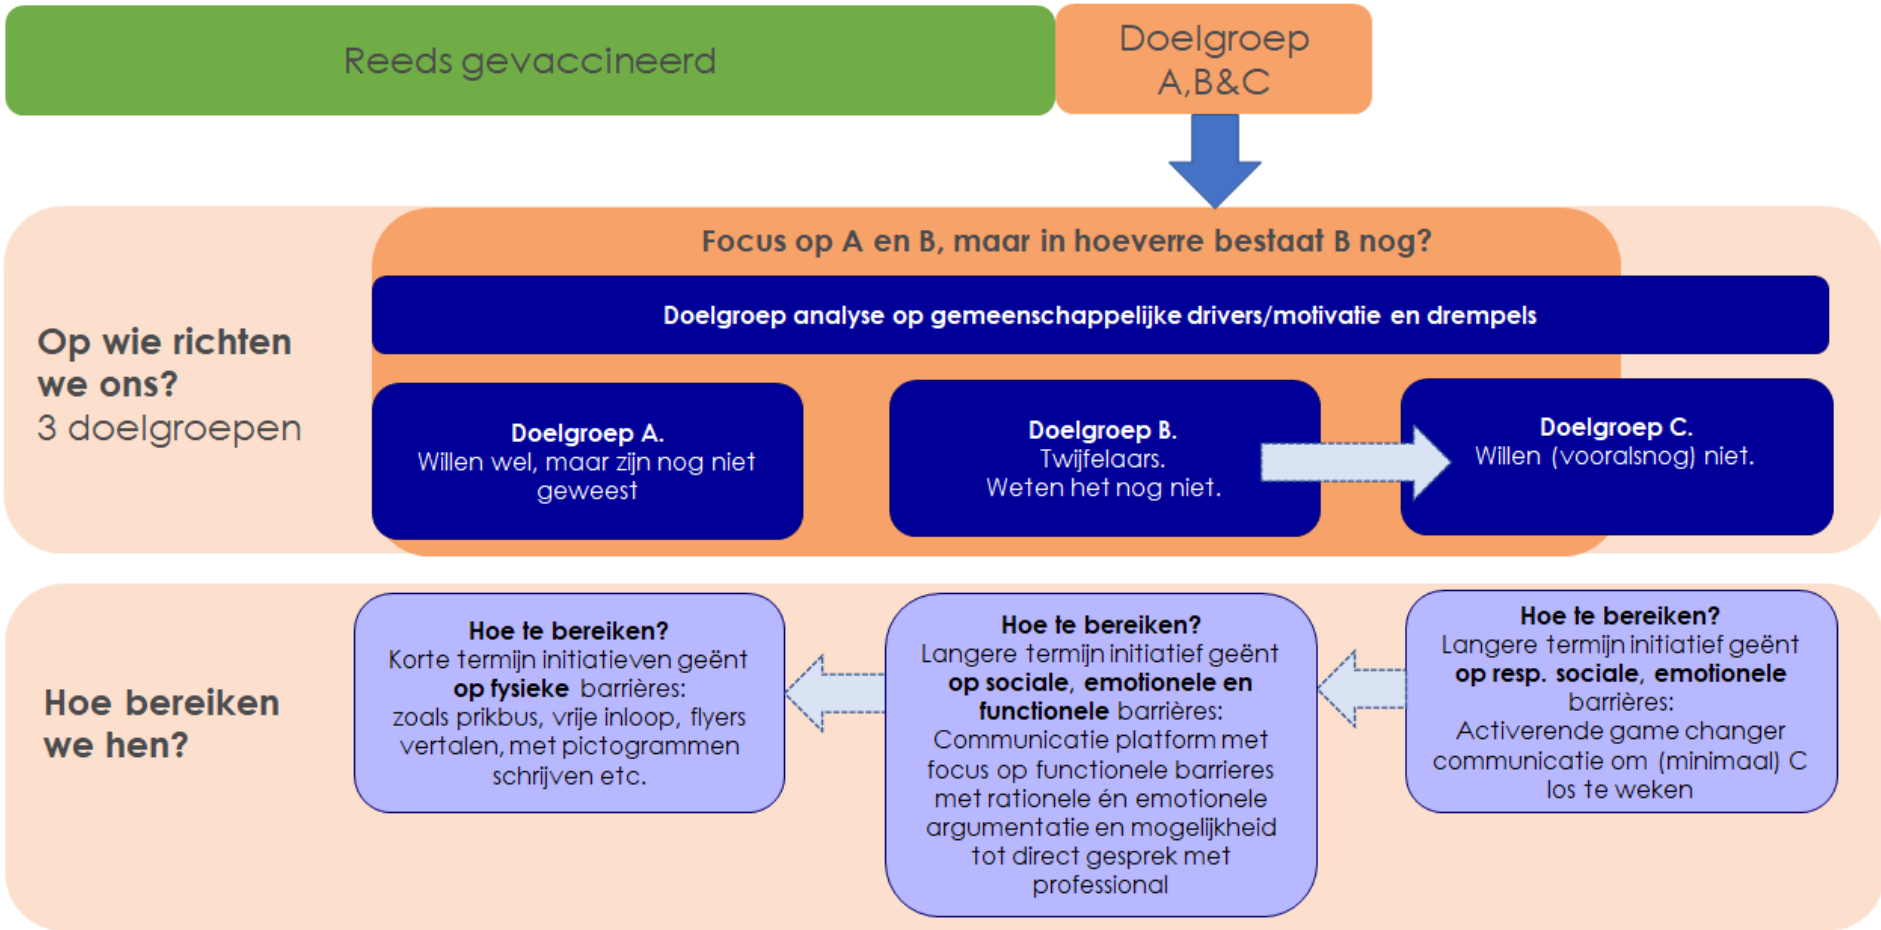 Reeds gevaccineerd
Doelgroep
A,B&C
Focus op A en B, maar in hoeverre bestaat B nog?
Doelgroep analyse op gemeenschappelijke drivers/motivatie en drempels
Op wie richten
we ons?
3 doelgroepen
Doelgroep A.
Willen wel, maar zijn nog niet
geweest
Doelgroep B.
Twijfelaars.
Weten het nog niet.
Doelgroep C.
Willen (vooralsnog) niet.
Hoe bereiken
we hen?
Hoe te bereiken?
Korte termijn initiatieven geënt
op fysieke barrières:
zoals prikbus, vrije inloop, flyers
vertalen, met pictogrammen
schrijven etc.
Hoe te bereiken?
Langere termijn initiatief geënt
op sociale, emotionele en
functionele barrières:
Communicatie platform met
focus op functionele barrieres
met rationele én emotionele
argumentatie en mogelijkheid
tot direct gesprek met
professional
Hoe te bereiken?
Langere termijn initiatief geënt
op resp. sociale, emotionele
barrières:
Activerende game changer
communicatie om (minimaal) C
los te weken